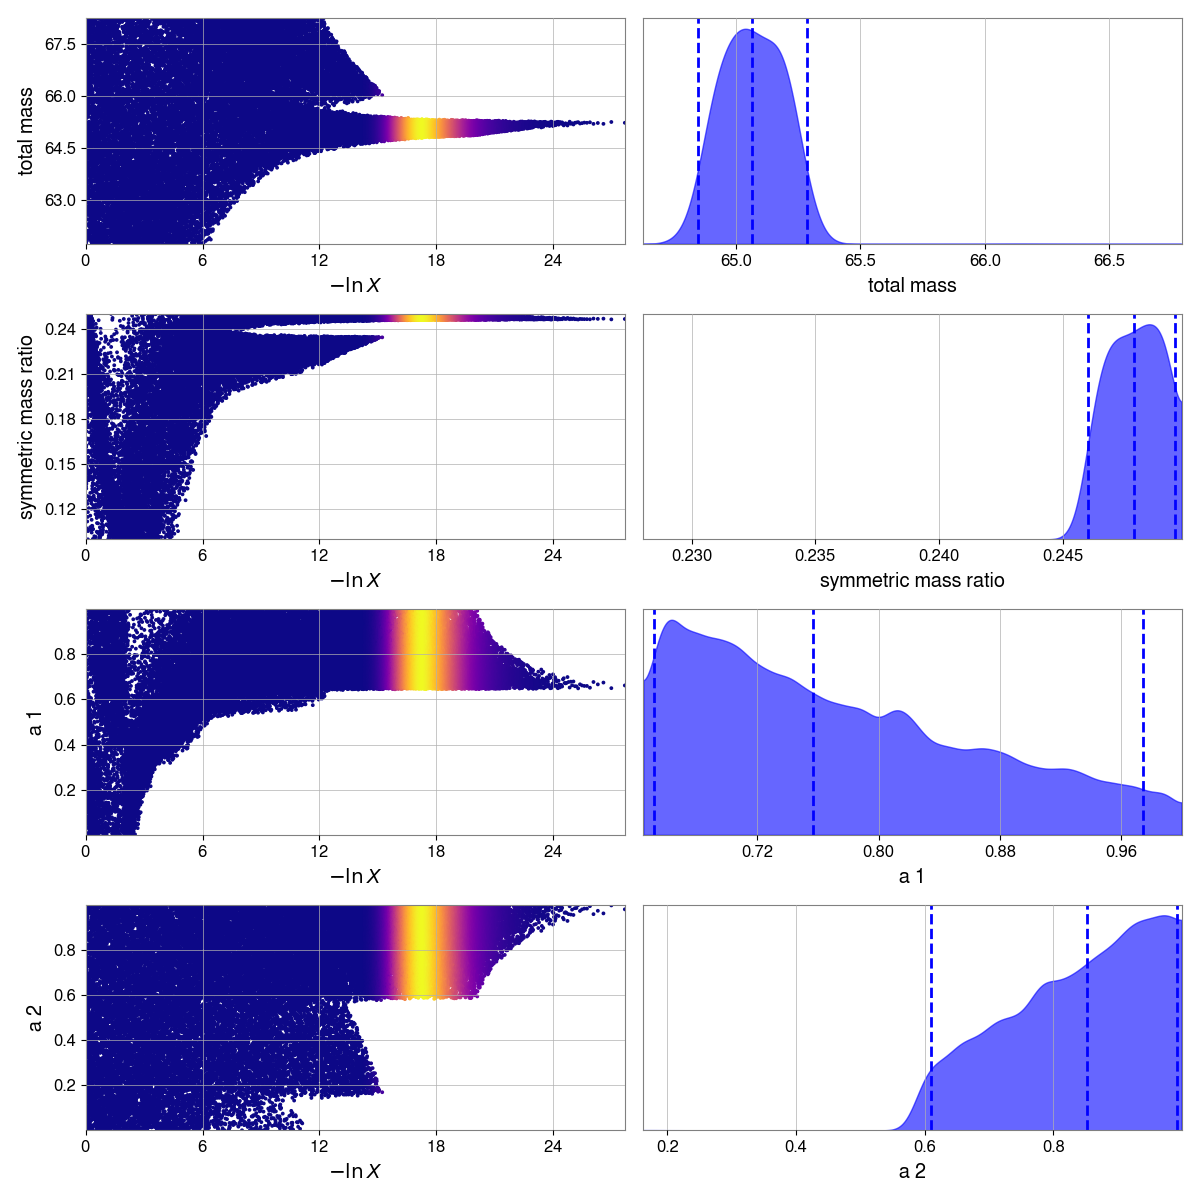 67.5
66.0
64.5
63.0
total mass
0 6 12 18 24
−ln X
65.0 65.5 66.0 66.5
total mass
0.24
0.21
0.18
0.15
0.12
symmetric mass ratio
0 6 12 18 24
−ln X
0.230 0.235 0.240 0.245
symmetric mass ratio
0.8
0.6
0.4
0.2
a 1
0 6 12 18 24
−ln X
0.72 0.80 0.88 0.96
a 1
0.8
0.6
0.4
0.2
a 2
0 6 12 18 24
−ln X
0.2 0.4 0.6 0.8
a 2